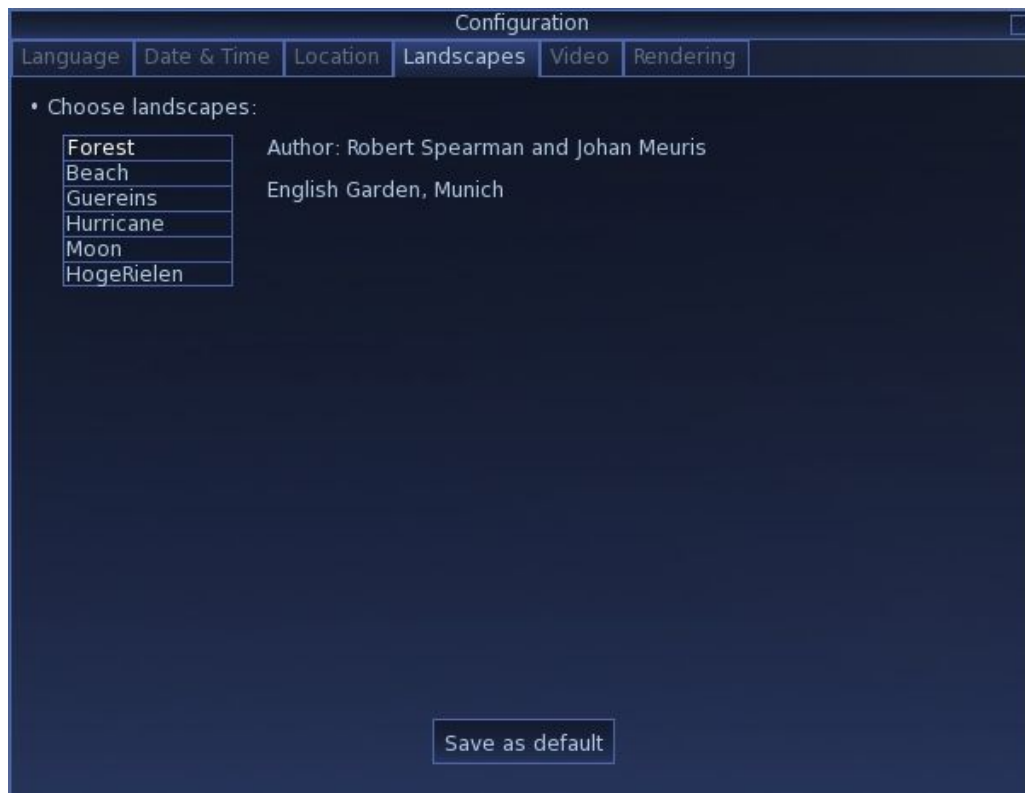 Configuration
Language Date & Time Location Landscapes Video Rendering
• Choose landscapes:
Forest
Beach
Guereins
Hurricane
Moon
HogeRielen
Author: Robert Spearman and Johan Meuris
English Garden, Munich
Save as default